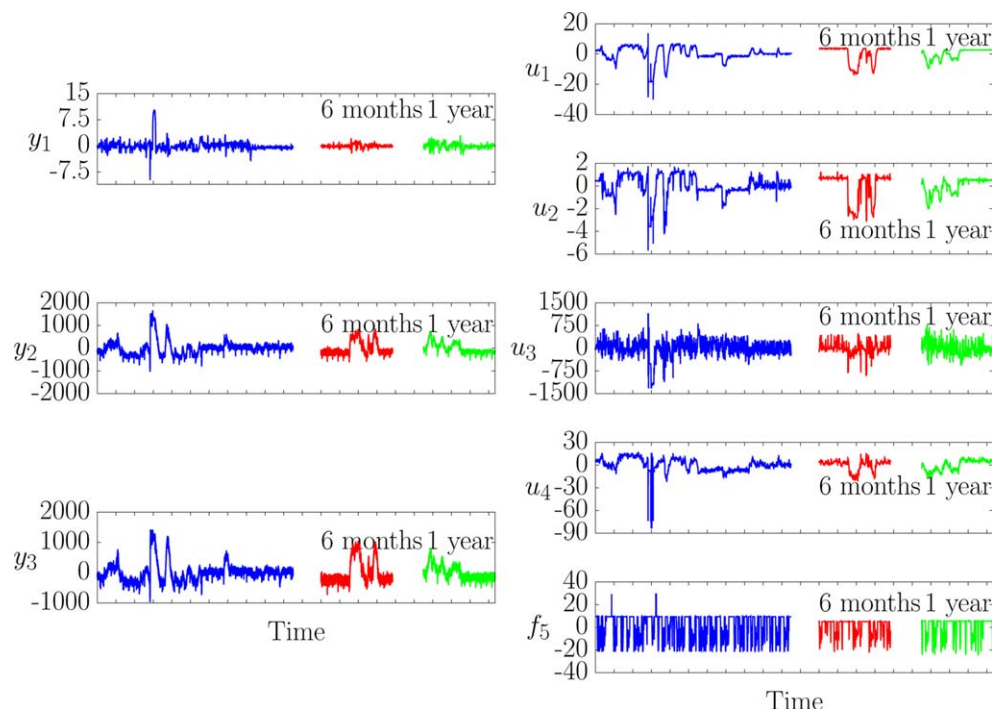 15
7.5
0
-7.5
y1
6 months 1 year
2000
1000
0
-1000
-2000
y2
6 months 1 year
2000
1000
0
-1000
y3
6 months 1 year
Time
20
0
-20
-40
u1
6 months 1 year
2
0
-2
-4
-6
u2
6 months 1 year
1500
750
0
-750
-1500
u3
6 months 1 year
30
0
-30
-60
-90
u4
6 months 1 year
40
20
0
-20
-40
f5
6 months 1 year
Time